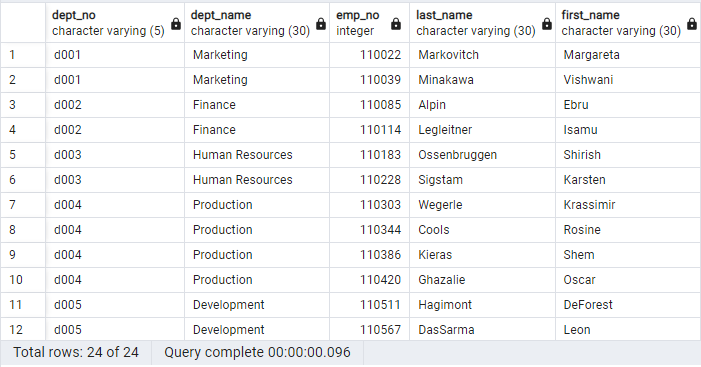 dept_no dept_name emp_no last_name first_name
character varying (5) character varying (30) integer character varying (30) character varying (30)
1 d001 Marketing 110022 Markovitch Margareta
2 d001 Marketing 110039 Minakawa Vishwani
3 d002 Finance 110085 Alpin Ebru
4 d002 Finance 110114 Legleitner Isamu
5 d003 Human Resources 110183 Ossenbruggen Shirish
6 d003 Human Resources 110228 Sigstam Karsten
7 d004 Production 110303 Wegerle Krassimir
8 d004 Production 110344 Cools Rosine
9 d004 Production 110386 Kieras Shem
10 d004 Production 110420 Ghazalie Oscar
11 d005 Development 110511 Hagimont DeForest
12 d005 Development 110567 DasSarma Leon
Total rows: 24 of 24 Query complete 00:00:00.096